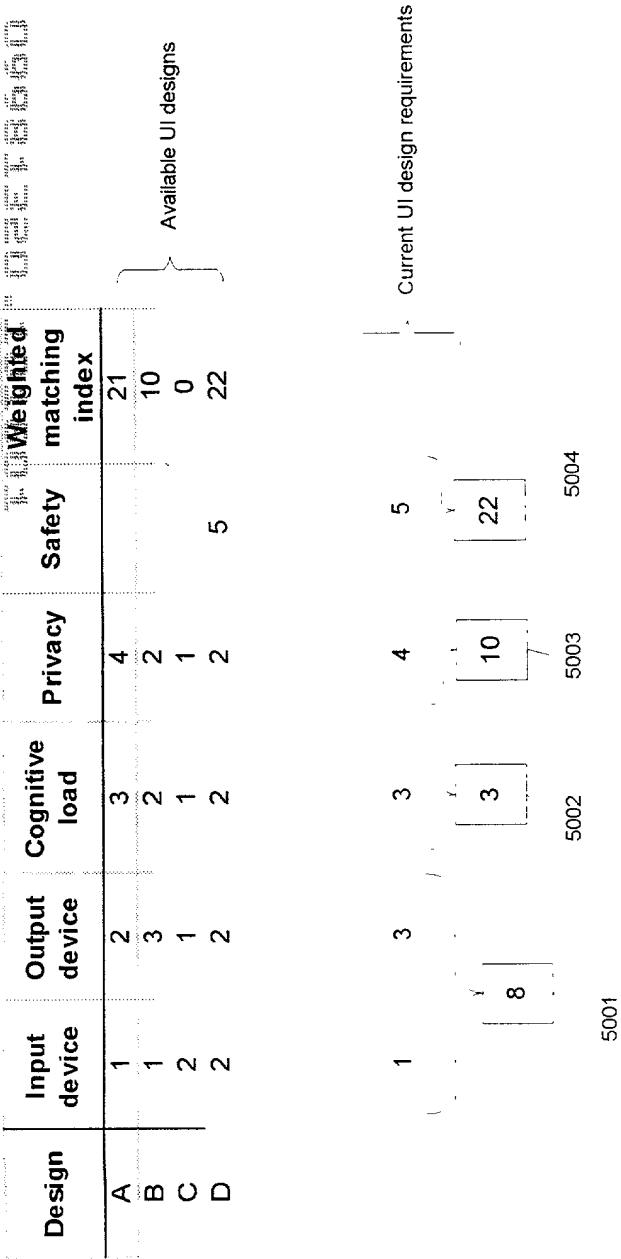 Design Input device Output device Cognitive load Privacy Safety Weighted matching index
A 1 2 3 4 21
B 1 3 2 2 10
C 2 1 1 1 0
D 2 2 2 2 5 22
Available UI designs
1 3 3 4 5
Current UI design requirements
8 3 10 22
5001 5002 5003 5004